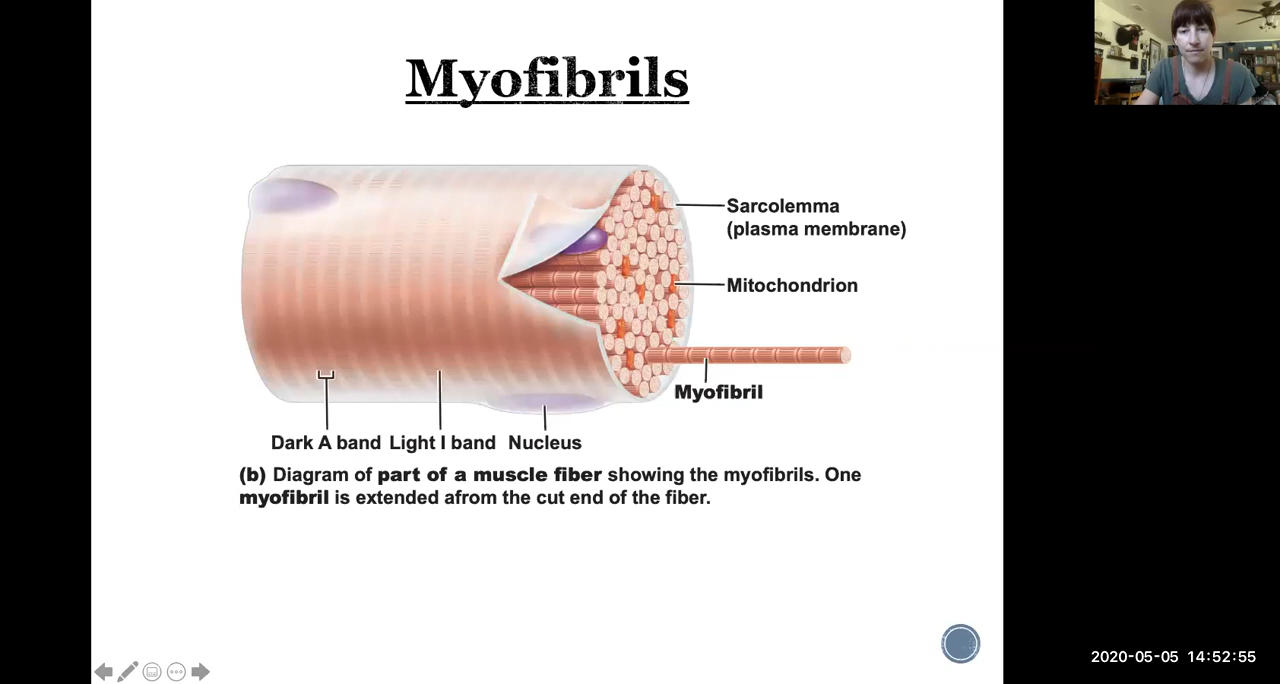 Myofibrils
Sarcolemma
(plasma membrane)
Mitochondrion
Myofibril
Dark A band Light I band Nucleus
(b) Diagram of part of a muscle fiber showing the myofibrils. One
myofibril is extended afrom the cut end of the fiber.
2020-05-05 14:52:55